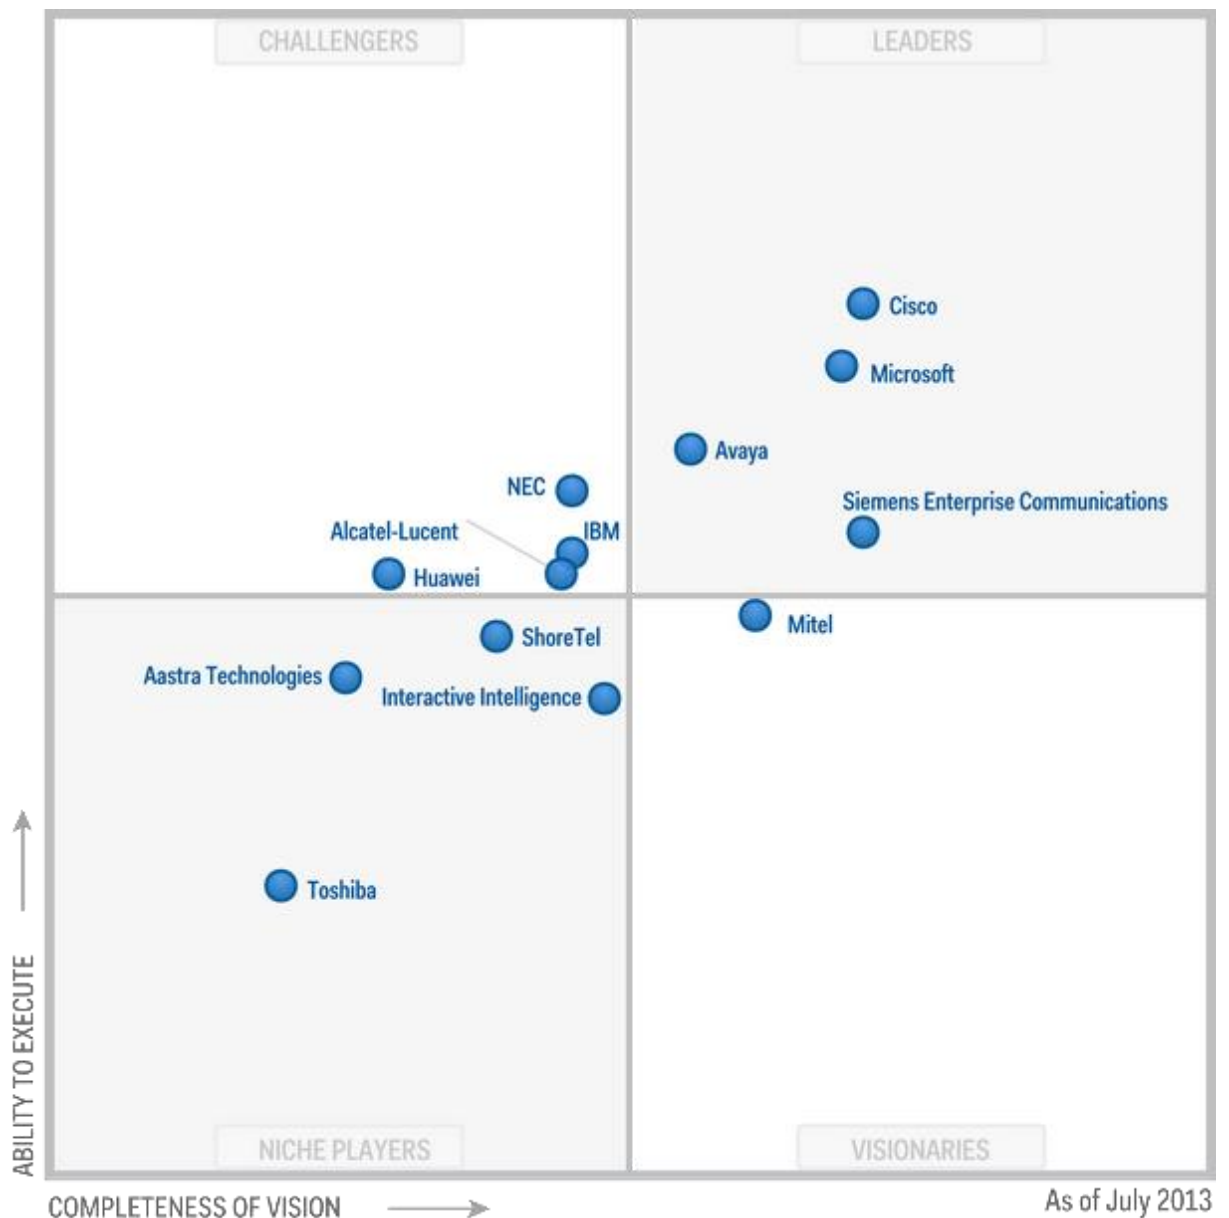 CHALLENGERS
LEADERS
Cisco
Microsoft
Avaya
NEC
Siemens Enterprise Communications
Alcatel-Lucent
IBM
Huawei
Mitel
ShoreTel
Aastra Technologies
Interactive Intelligence
Toshiba
ABILITY TO EXECUTE
NICHE PLAYERS
VISIONARIES
COMPLETENESS OF VISION
As of July 2013